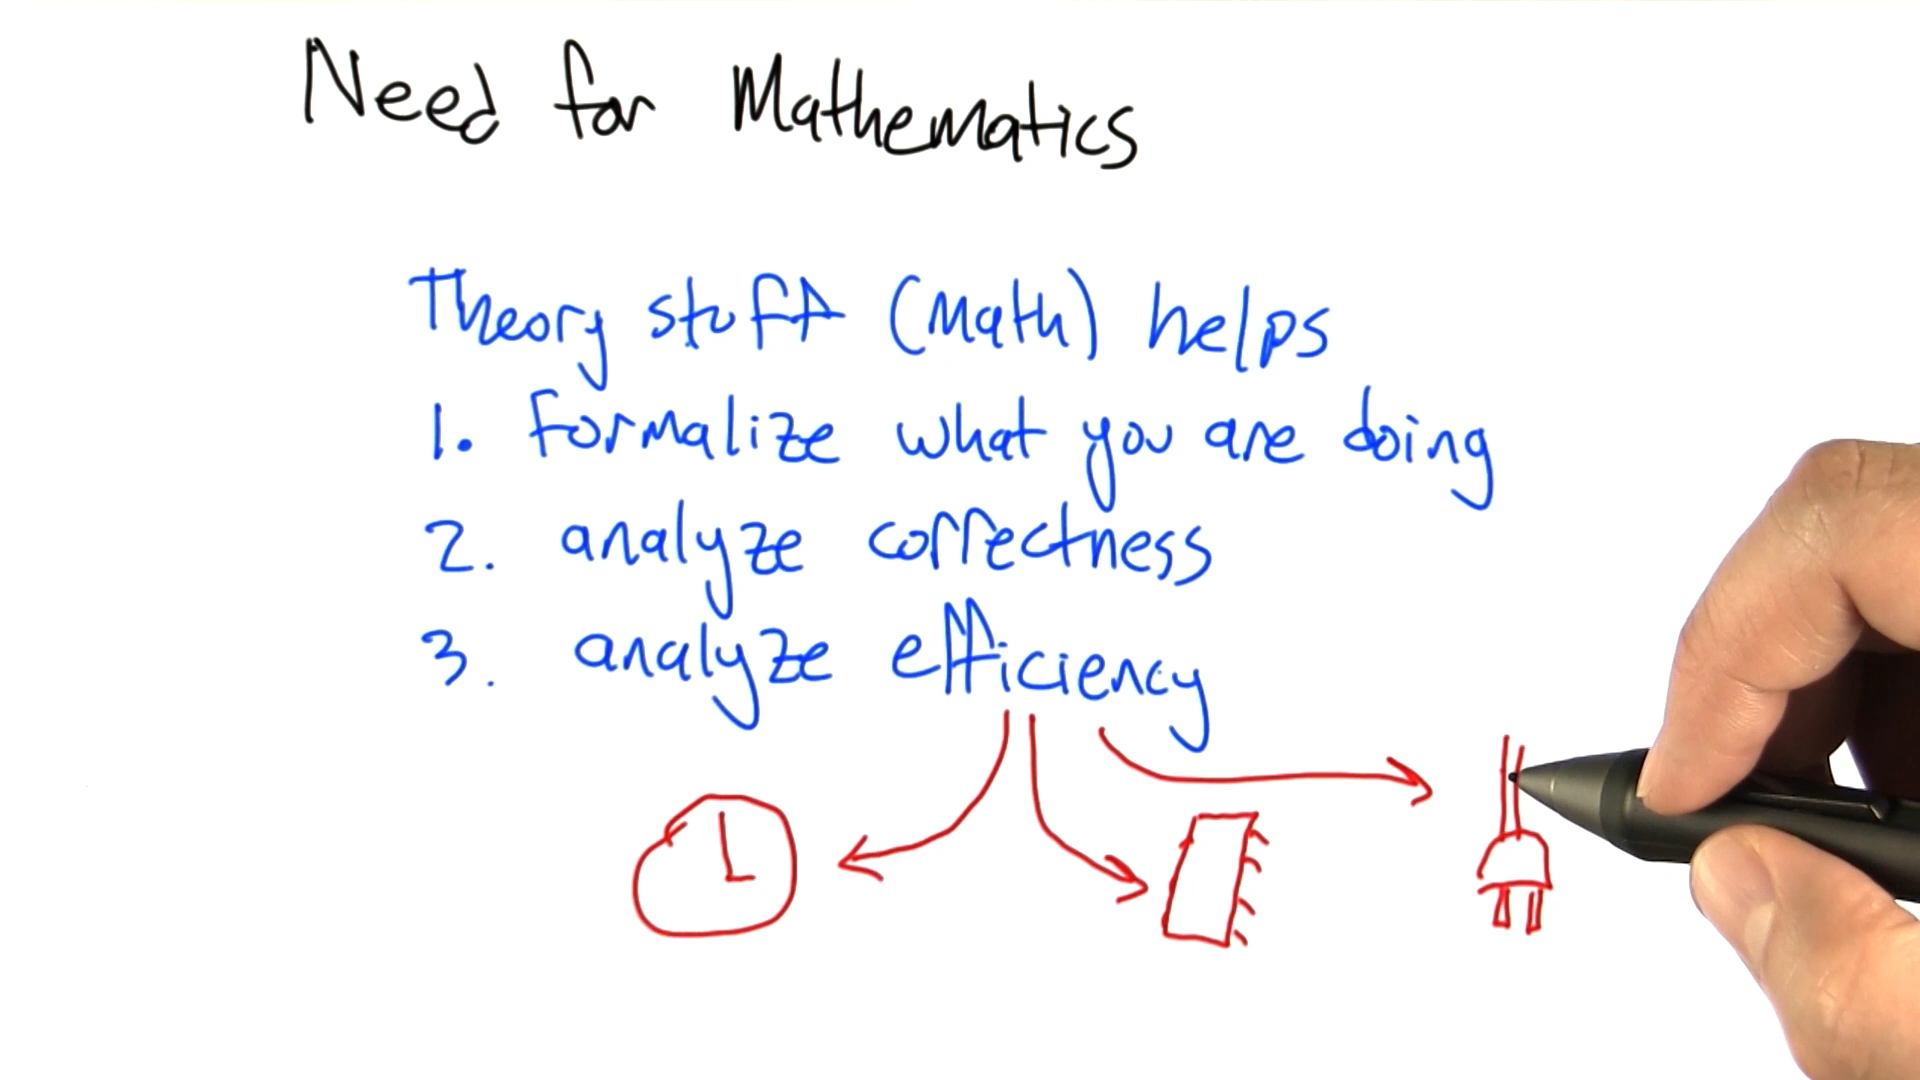 Need for Mathematics
Theory stuff (math) helps
1. formalize what you are doing
2. analyze correctness
3. analyze efficiency